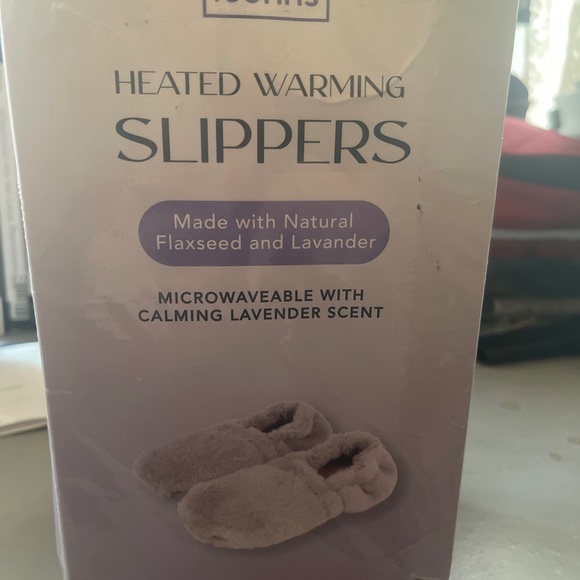 HEATED WARMING
SLIPPERS
Made with Natural
Flaxseed and Lavander
MICROWAVEABLE WITH
CALMING LAVENDER SCENT